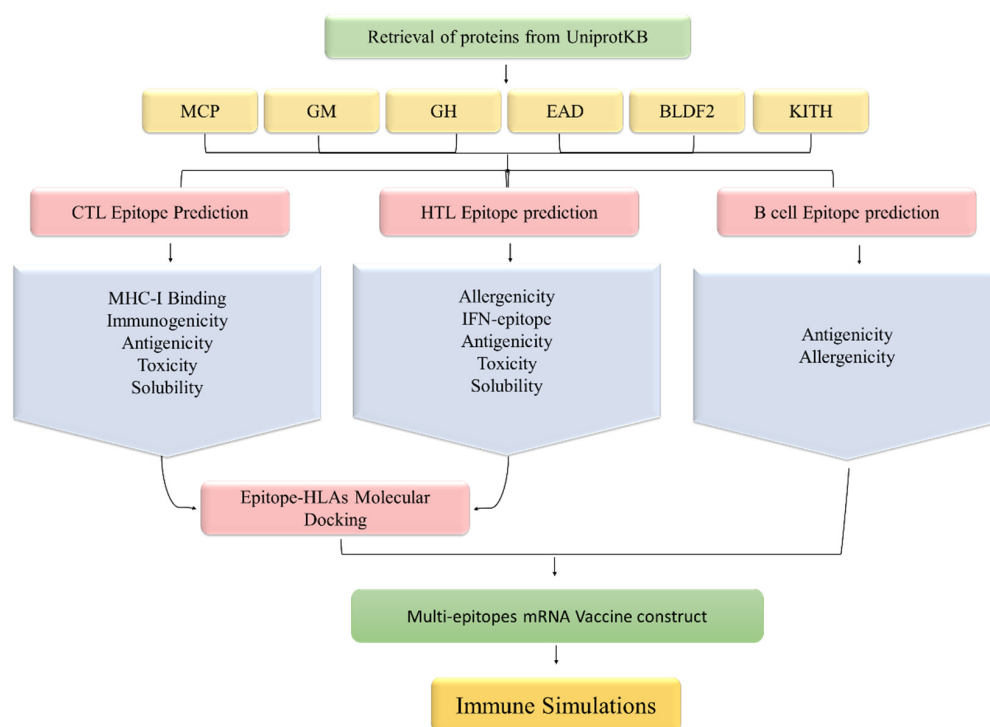 Retrieval of proteins from UniprotKB
MCP
GM
GH
EAD
BLDF2
KITH
CTL Epitope Prediction
HTL Epitope prediction
B cell Epitope prediction
MHC-I Binding
Immunogenicity
Antigenicity
Toxicity
Solubility
Allergenicity
IFN-epitope
Antigenicity
Toxicity
Solubility
Antigenicity
Allergenicity
Epitope-HLAs Molecular
Docking
Multi-epitopes mRNA Vaccine construct
Immune Simulations